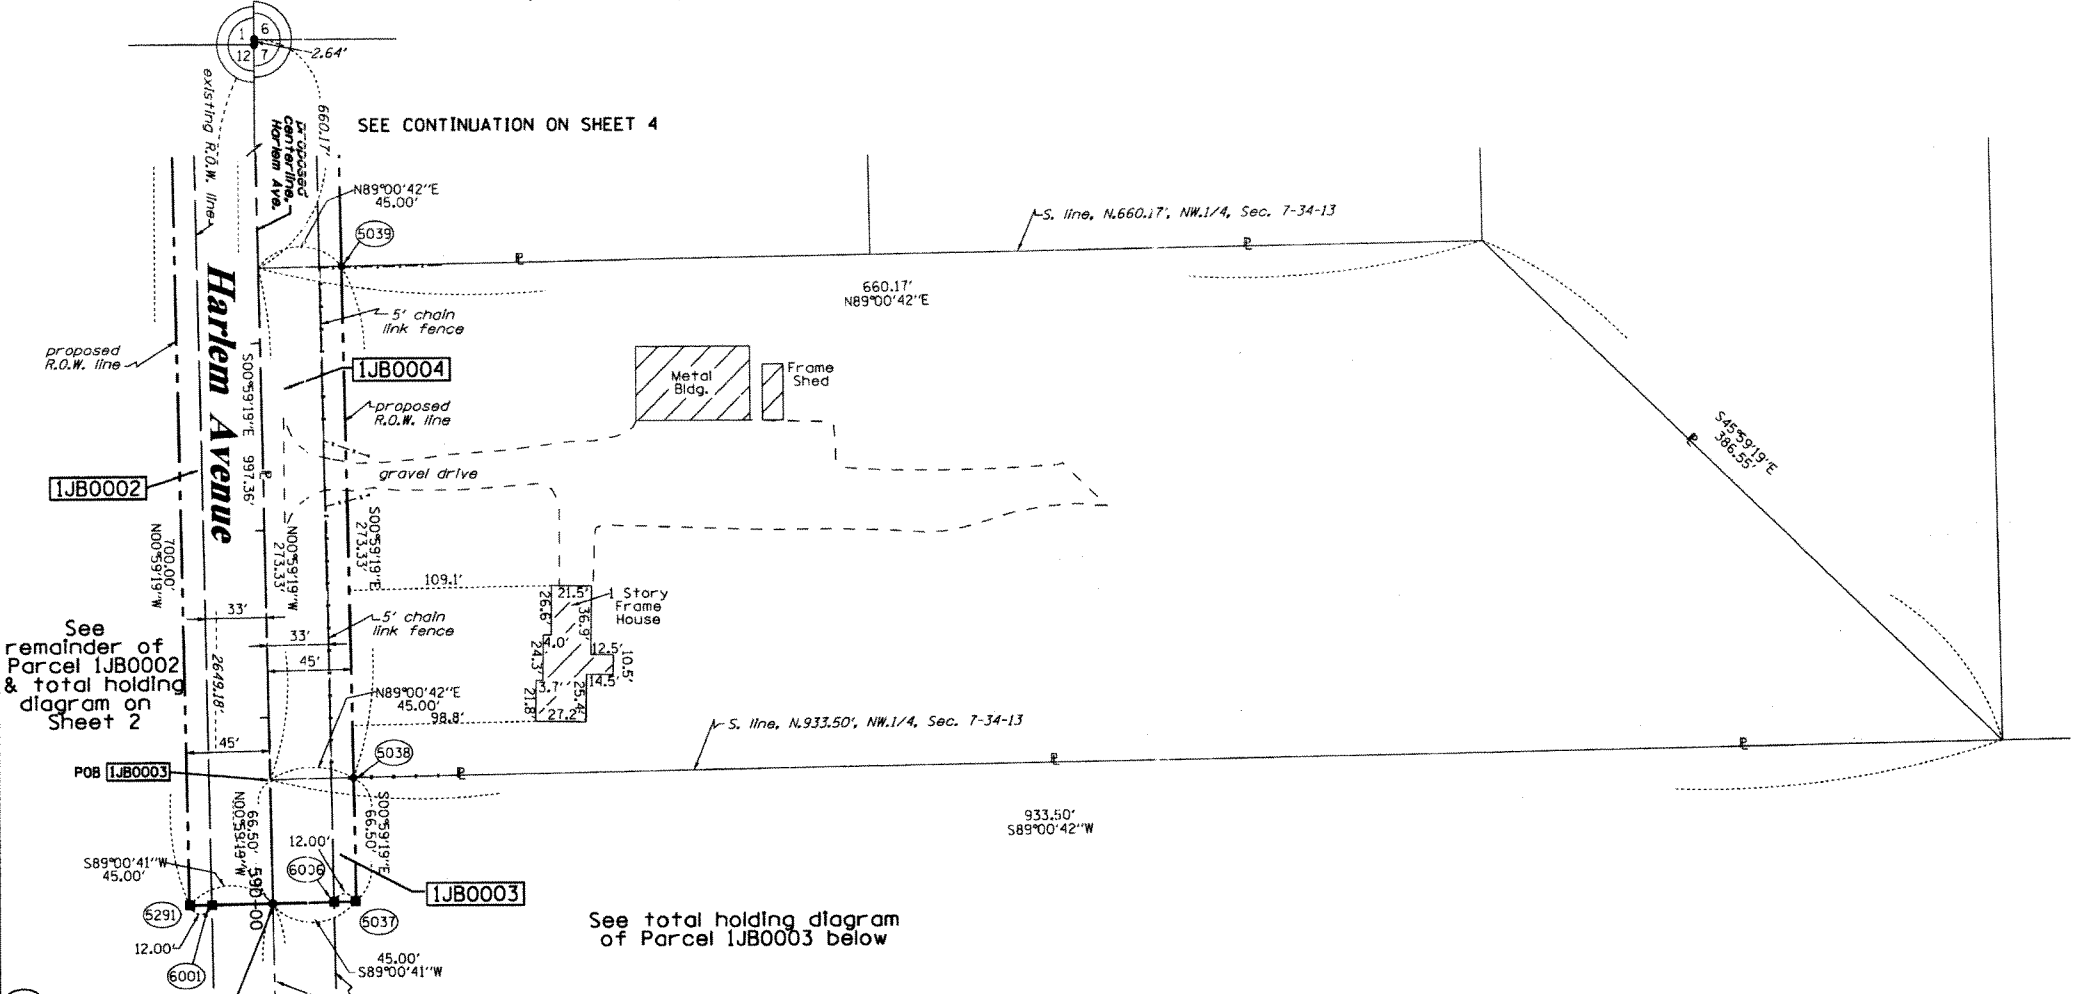 1 6
12 7
2.64'
existing R.O.W. line
proposed
centerline,
Harlem Ave.
660.17'
SEE CONTINUATION ON SHEET 4
N89°00'42"E
45.00'
5039
S. line, N.660.17', NW.1/4, Sec. 7-34-13
660.17'
N89°00'42"E
5' chain
link fence
proposed
R.O.W. line
Harlem Avenue
S00°59'19"E 997.36'
1JB0004
proposed
R.O.W. line
Metal
Bldg.
Frame
Shed
S45°59'19"E
386.55'
1JB0002
gravel drive
700.00'
N00°59'19"W
N00°59'19"W
273.33'
S00°59'19"E
273.33'
109.1'
21.5'
26.6'
36.9'
1 Story
Frame
House
33'
33'
45'
5' chain
link fence
4.0'
24.3'
12.5'
10.5'
14.5'
3.7'
25.4'
21.8'
27.2'
See
remainder of
Parcel 1JB0002
& total holding
diagram on
Sheet 2
2649.18'
N89°00'42"E
45.00'
98.8'
S. line, N.933.50', NW.1/4, Sec. 7-34-13
45'
5038
POB 1JB0003
933.50'
S89°00'42"W
N00°59'19"W
66.50'
S00°59'19"E
66.50'
12.00'
6006
S89°00'41"W
45.00'
590+00
1JB0003
5291
5037
12.00'
6001
45.00'
S89°00'41"W
See total holding diagram
of Parcel 1JB0003 below